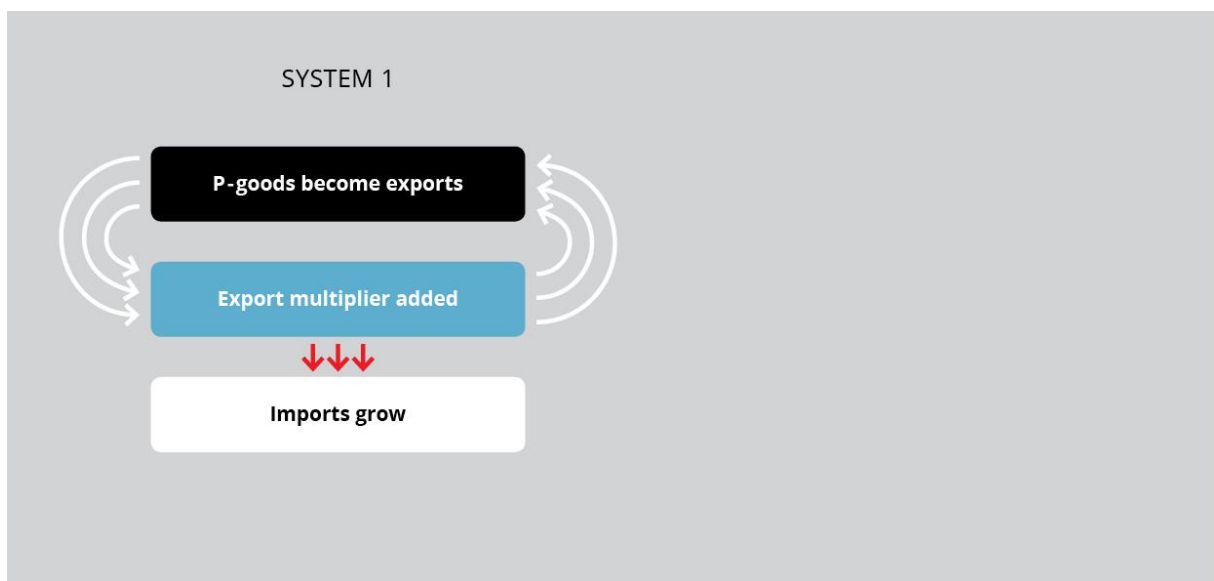 SYSTEM 1
P-goods become exports
Export multiplier added
Imports grow